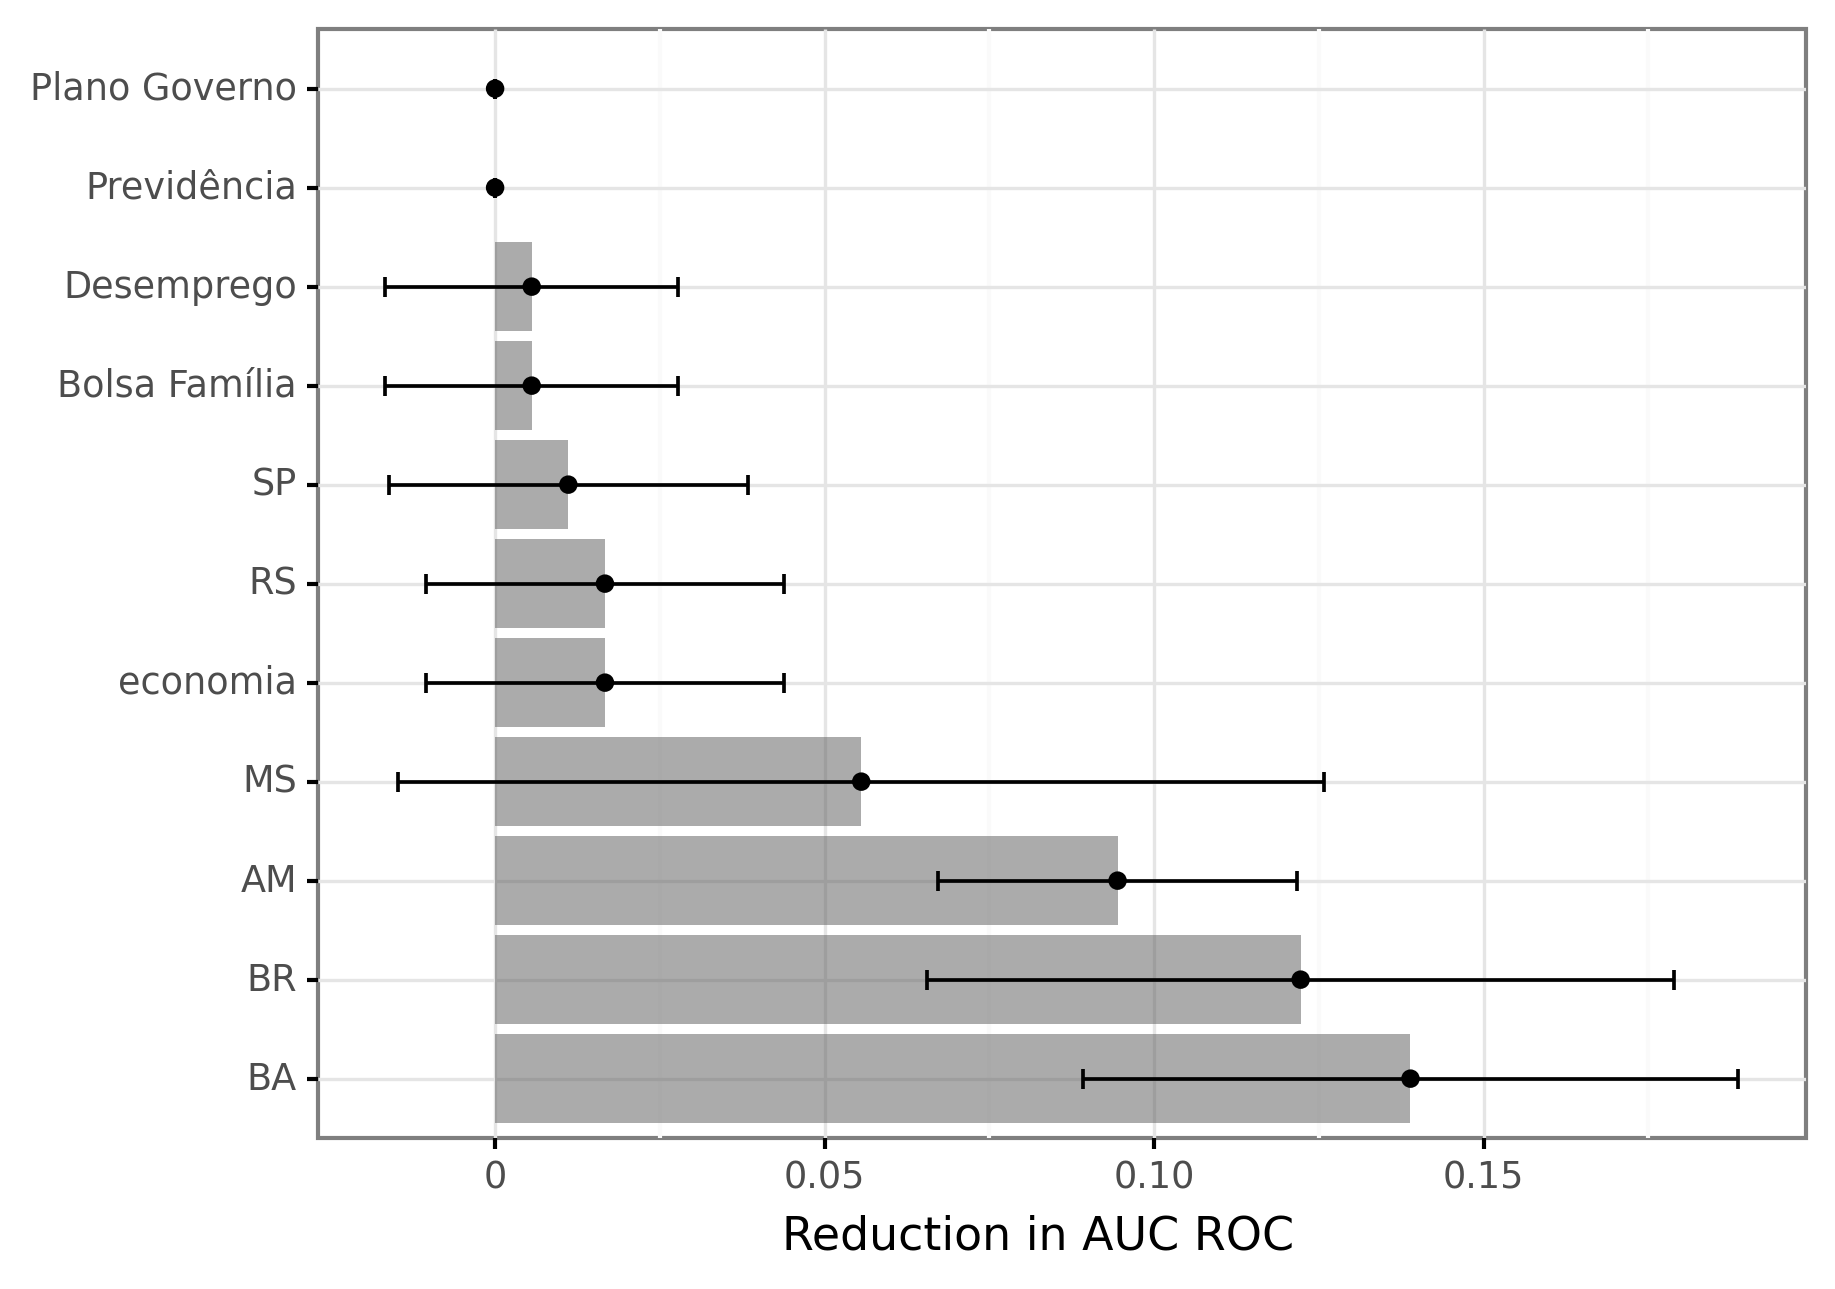 Plano Governo
Previdência
Desemprego
Bolsa Família
SP
RS
economia
MS
AM
BR
BA
0 0.05 0.10 0.15
Reduction in AUC ROC